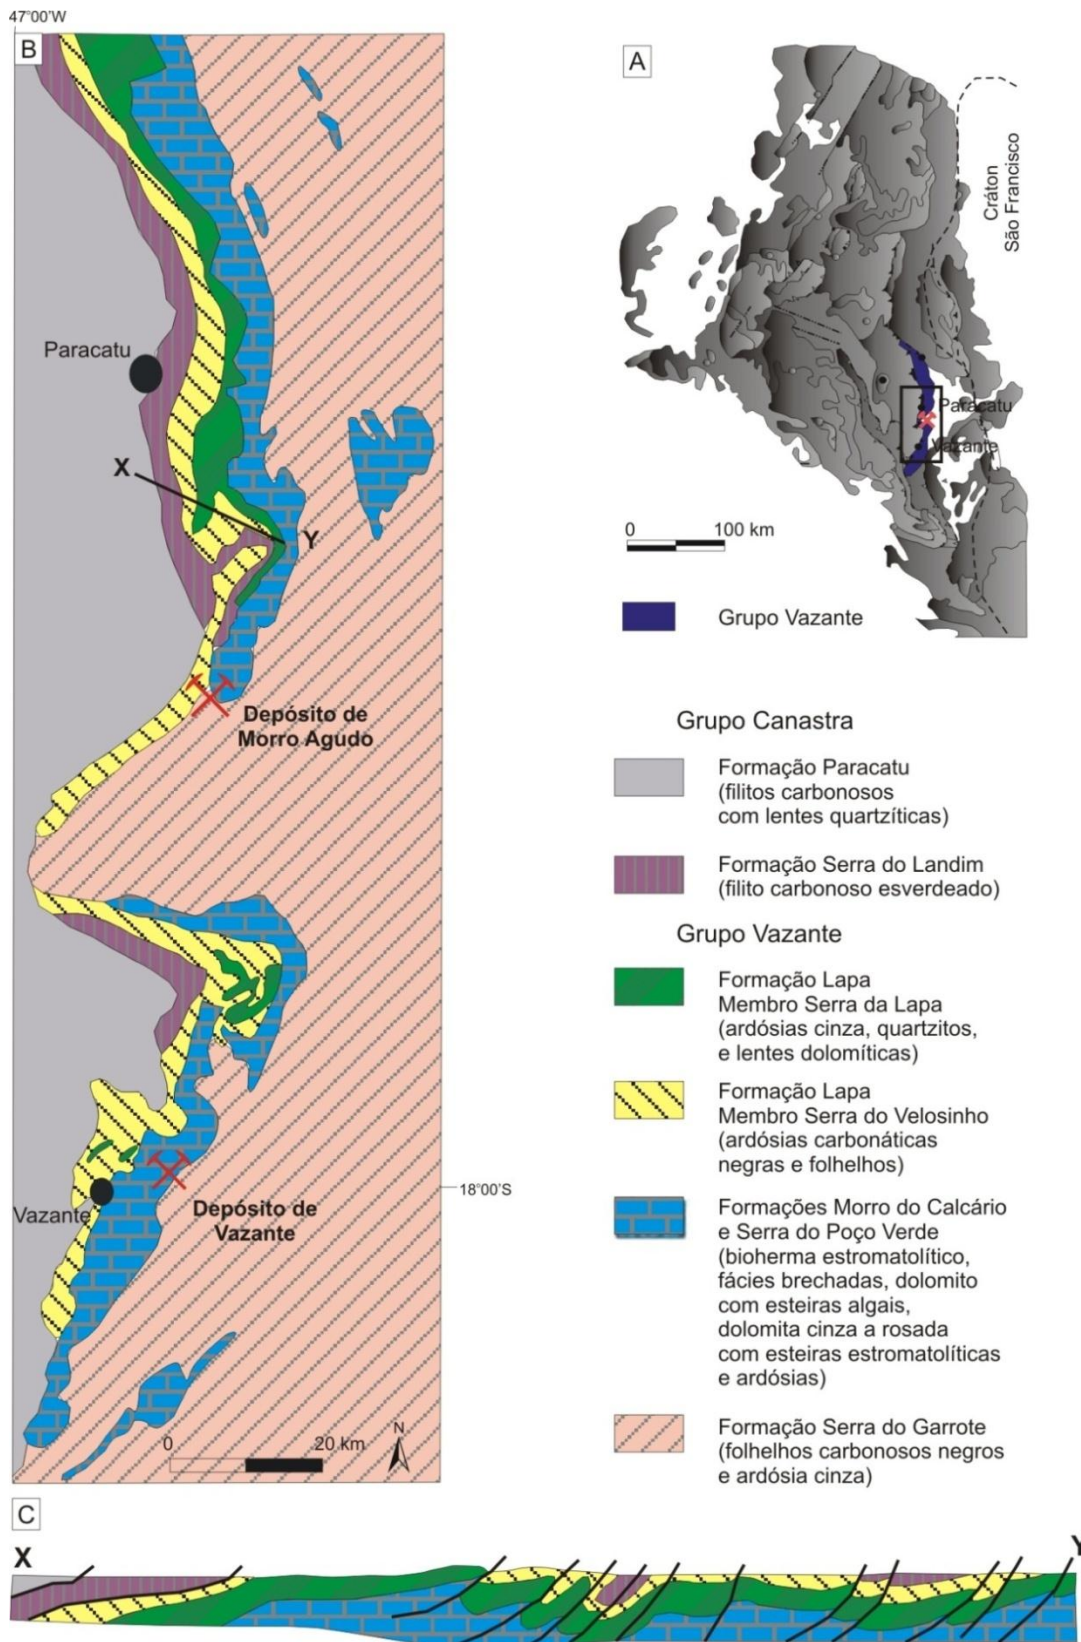 47°00'W
B
Paracatu
X
Y
Depósito de
Morro Agudo
Vazante
Depósito de
Vazante
18°00'S
0 20 km
N
A
Cráton
São Francisco
Paracatu
Vazante
0 100 km
Grupo Vazante
Grupo Canastra
Formação Paracatu
(filitos carbonosos
com lentes quartzíticas)
Formação Serra do Landim
(filito carbonoso esverdeado)
Grupo Vazante
Formação Lapa
Membro Serra da Lapa
(ardósias cinza, quartzitos,
e lentes dolomíticas)
Formação Lapa
Membro Serra do Velosinho
(ardósias carbonáticas
negras e folhelhos)
Formações Morro do Calcário
e Serra do Poço Verde
(bioherma estromatolítico,
fácies brechadas, dolomito
com esteiras algais,
dolomita cinza a rosada
com esteiras estromatolíticas
e ardósias)
Formação Serra do Garrote
(folhelhos carbonosos negros
e ardósia cinza)
C
X
Y